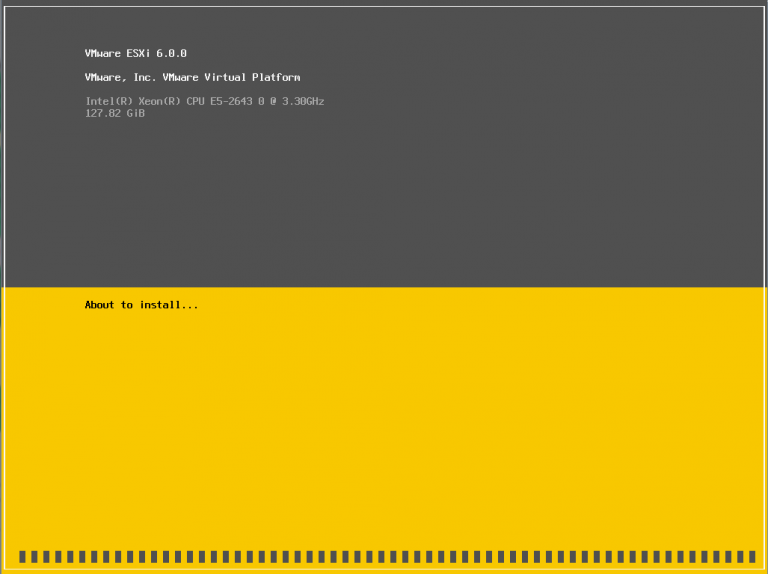 VMware ESXi 6.0.0
VMware, Inc. VMware Virtual Platform
Intel(R) Xeon(R) CPU E5-2643 0 @ 3.30GHz
127.82 GiB
About to install...